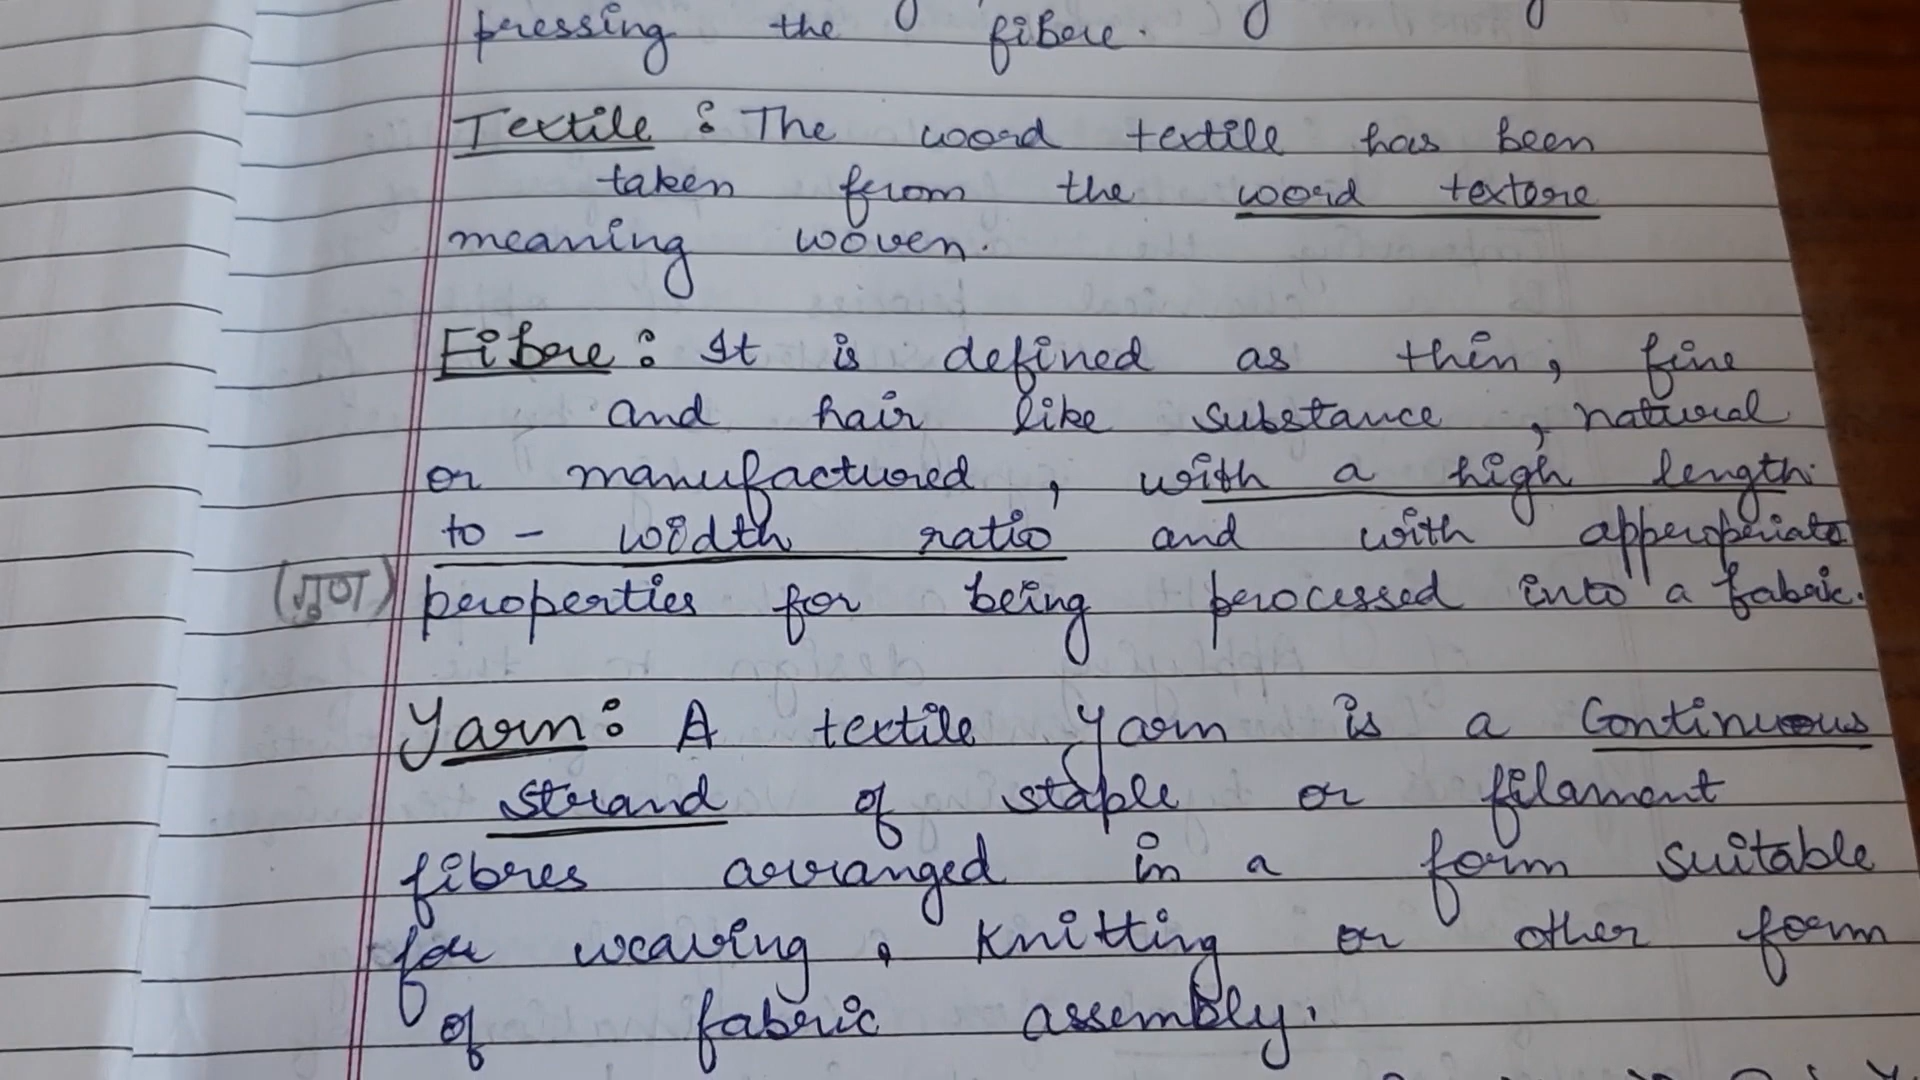 pressing the fibre.
Textile : The word textile has been
taken from the word textore
meaning woven.
Fibre : It is defined as thin, fine
and hair like substance, natural
or manufactured, with a high length
to - width ratio and with appropriate
(गुण) properties for being processed into a fabric.
Yarn : A textile yarn is a continuous
strand of staple or filament
fibres arranged in a form suitable
for weaving, knitting or other form
of fabric assembly.